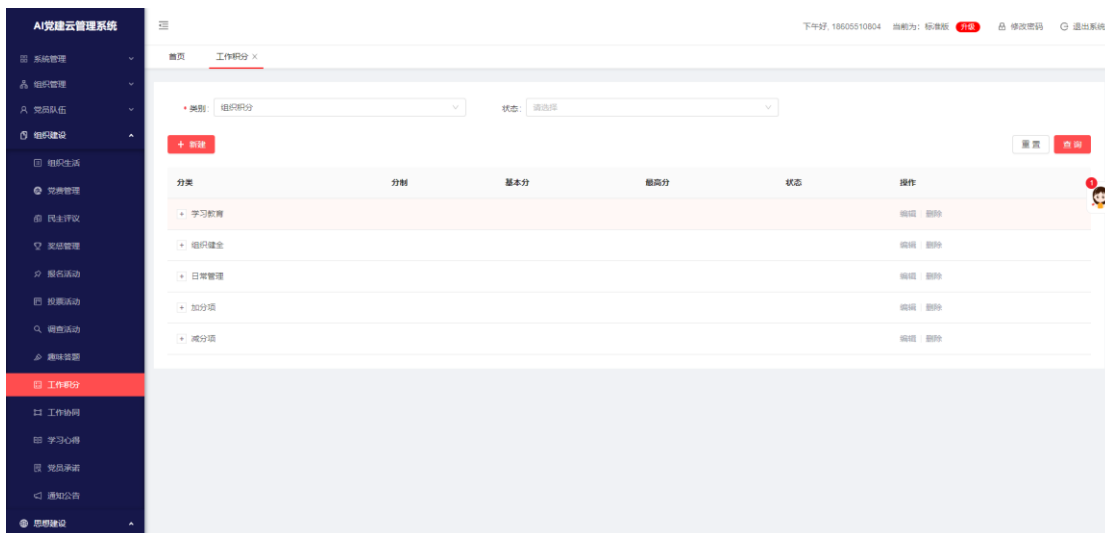 AI党建云管理系统
下午好, 18605510804 当前为: 标准版 升级 修改密码 退出系统
系统管理
组织管理
党员队伍
组织建设
组织生活
党费管理
民主评议
奖惩管理
报名活动
投票活动
调查活动
趣味答题
工作积分
工作协同
学习心得
党员承诺
通知公告
思想建设
首页 工作积分 ×
* 类别: 组织积分 状态: 请选择
+ 新建 重置 查询
分类 分制 基本分 最高分 状态 操作
+ 学习教育 编辑 删除
+ 组织健全 编辑 删除
+ 日常管理 编辑 删除
+ 加分项 编辑 删除
+ 减分项 编辑 删除
1